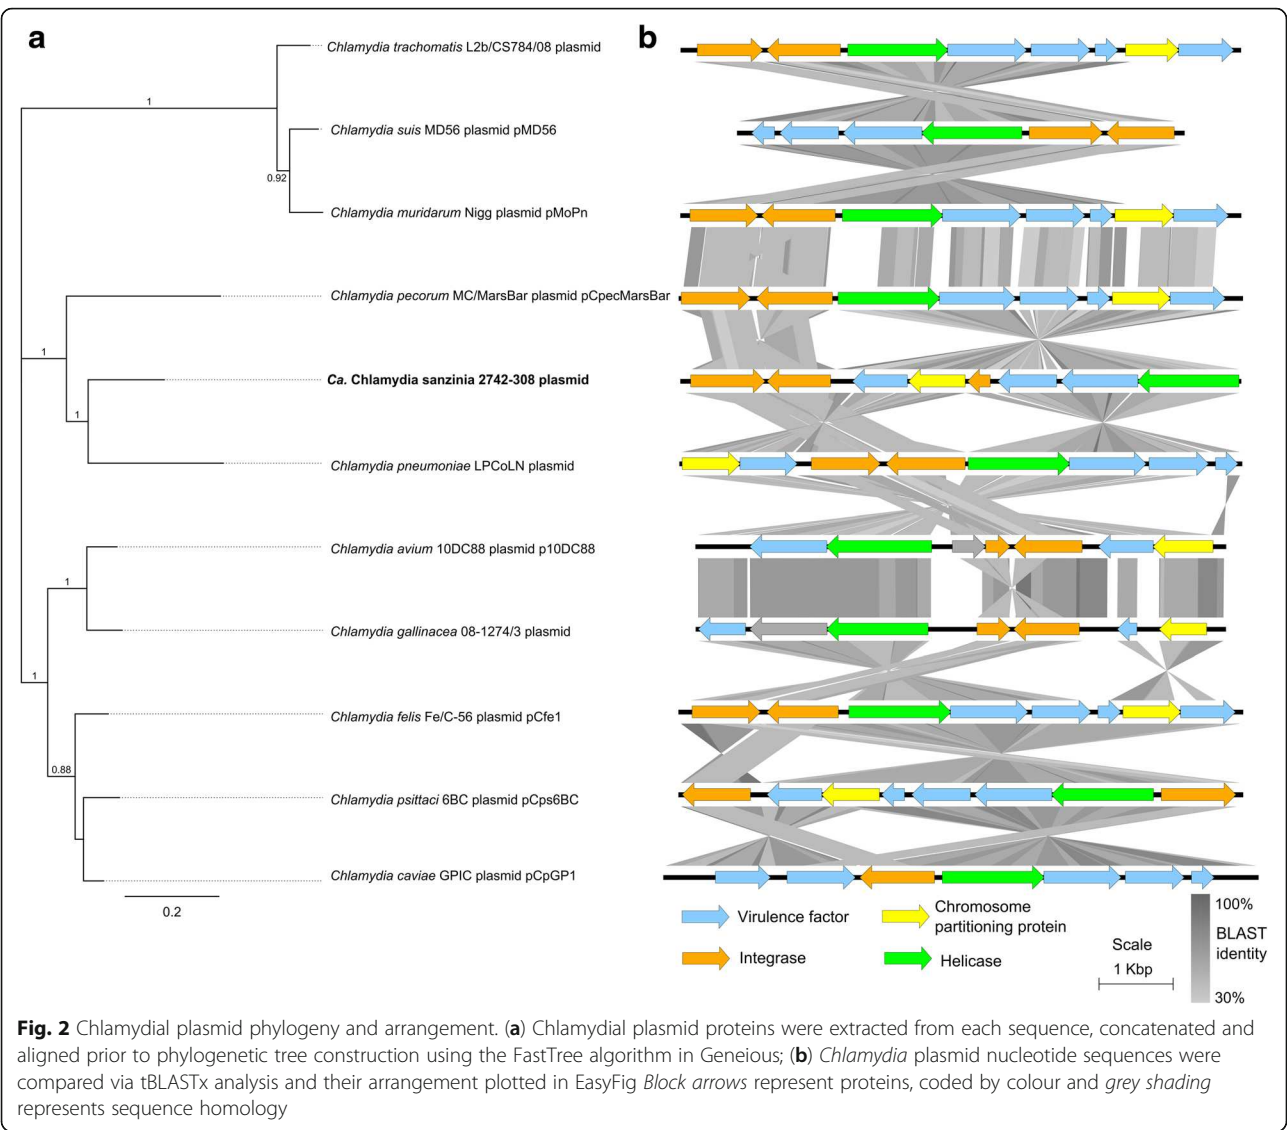 a
b
Chlamydia trachomatis L2b/CS784/08 plasmid
1
Chlamydia suis MD56 plasmid pMD56
0.92
Chlamydia muridarum Nigg plasmid pMoPn
Chlamydia pecorum MC/MarsBar plasmid pCpecMarsBar
1
Ca. Chlamydia sanzinia 2742-308 plasmid
1
Chlamydia pneumoniae LPCoLN plasmid
Chlamydia avium 10DC88 plasmid p10DC88
1
Chlamydia gallinacea 08-1274/3 plasmid
1
Chlamydia felis Fe/C-56 plasmid pCfe1
0.88
Chlamydia psittaci 6BC plasmid pCps6BC
Chlamydia caviae GPIC plasmid pCpGP1
0.2
Virulence factor
Chromosome
partitioning protein
Integrase
Helicase
Scale
1 Kbp
100%
BLAST
identity
30%
Fig. 2 Chlamydial plasmid phylogeny and arrangement. (a) Chlamydial plasmid proteins were extracted from each sequence, concatenated and
aligned prior to phylogenetic tree construction using the FastTree algorithm in Geneious; (b) Chlamydia plasmid nucleotide sequences were
compared via tBLASTx analysis and their arrangement plotted in EasyFig Block arrows represent proteins, coded by colour and grey shading
represents sequence homology